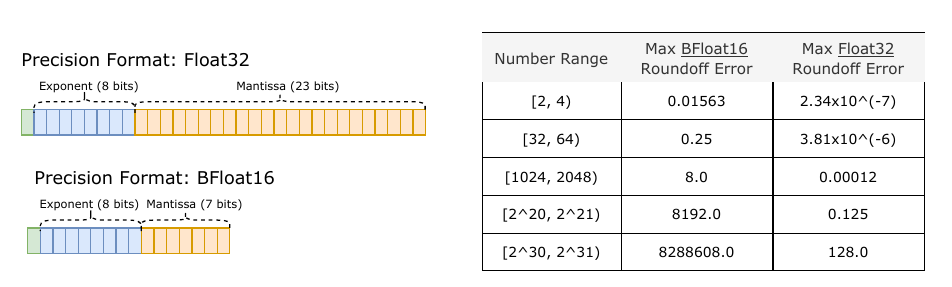 Precision Format: Float32
Exponent (8 bits)
Mantissa (23 bits)
Precision Format: BFloat16
Exponent (8 bits)
Mantissa (7 bits)
Number Range
Max BFloat16
Roundoff Error
Max Float32
Roundoff Error
[2, 4)
0.01563
2.34x10^(-7)
[32, 64)
0.25
3.81x10^(-6)
[1024, 2048)
8.0
0.00012
[2^20, 2^21)
8192.0
0.125
[2^30, 2^31)
8288608.0
128.0